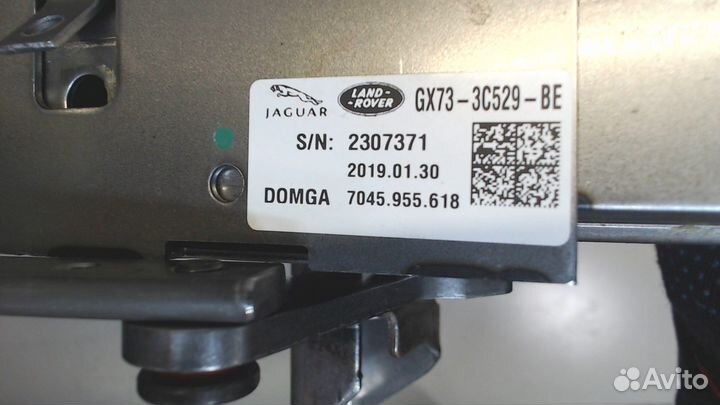 JAGUAR
LAND-
-ROVER
GX73-3C529-BE
S/N: 2307371
2019.01.30
DOMGA 7045.955.618
Avito